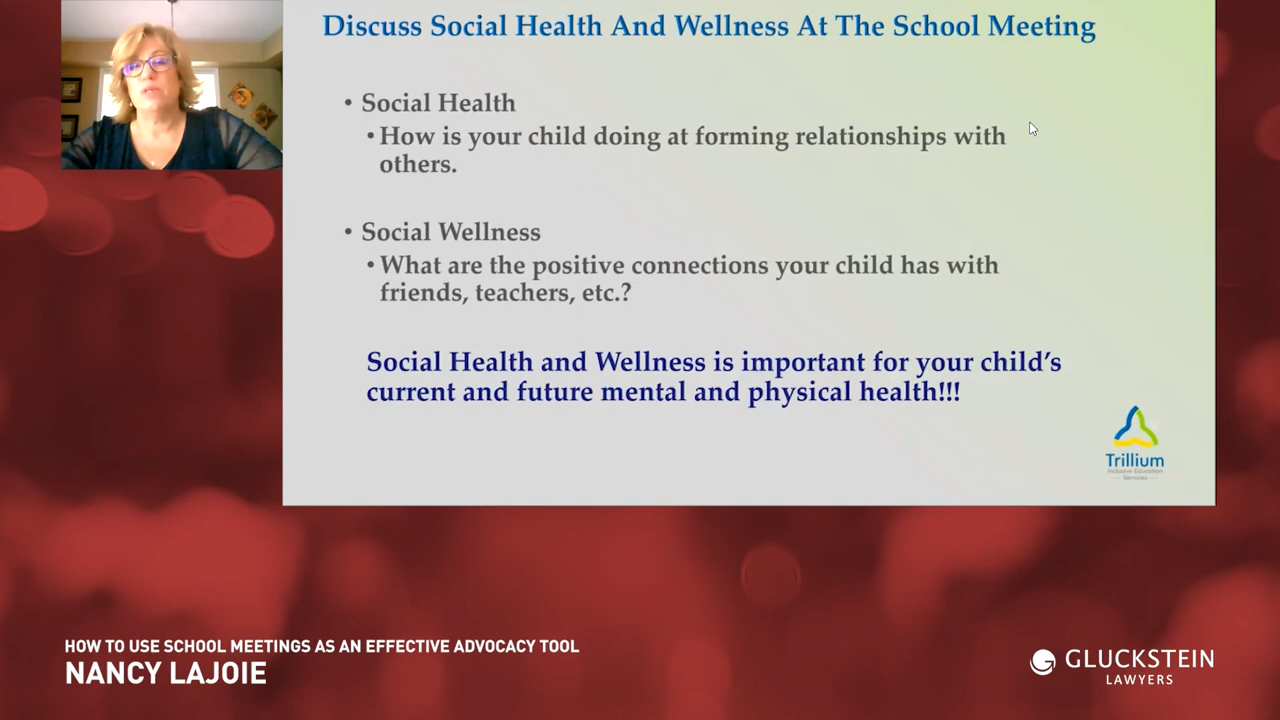 Discuss Social Health And Wellness At The School Meeting
• Social Health
• How is your child doing at forming relationships with
others.
• Social Wellness
• What are the positive connections your child has with
friends, teachers, etc.?
Social Health and Wellness is important for your child's
current and future mental and physical health!!!
Trillium
Inclusive Education
Services
HOW TO USE SCHOOL MEETINGS AS AN EFFECTIVE ADVOCACY TOOL
NANCY LAJOIE
GLUCKSTEIN
LAWYERS